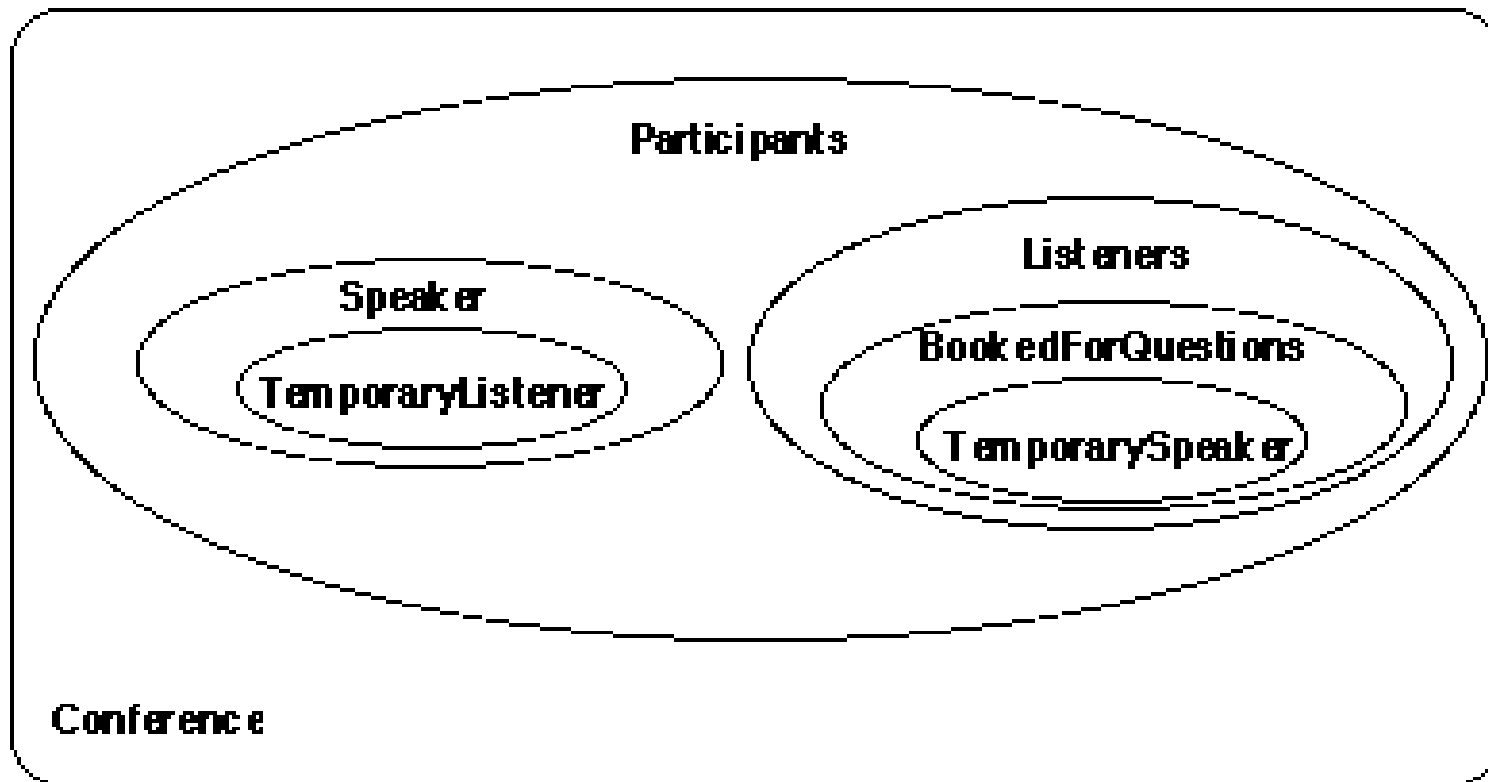 Participants
Listeners
Speaker
BookedForQuestions
TemporaryListener
TemporarySpeaker
Conference